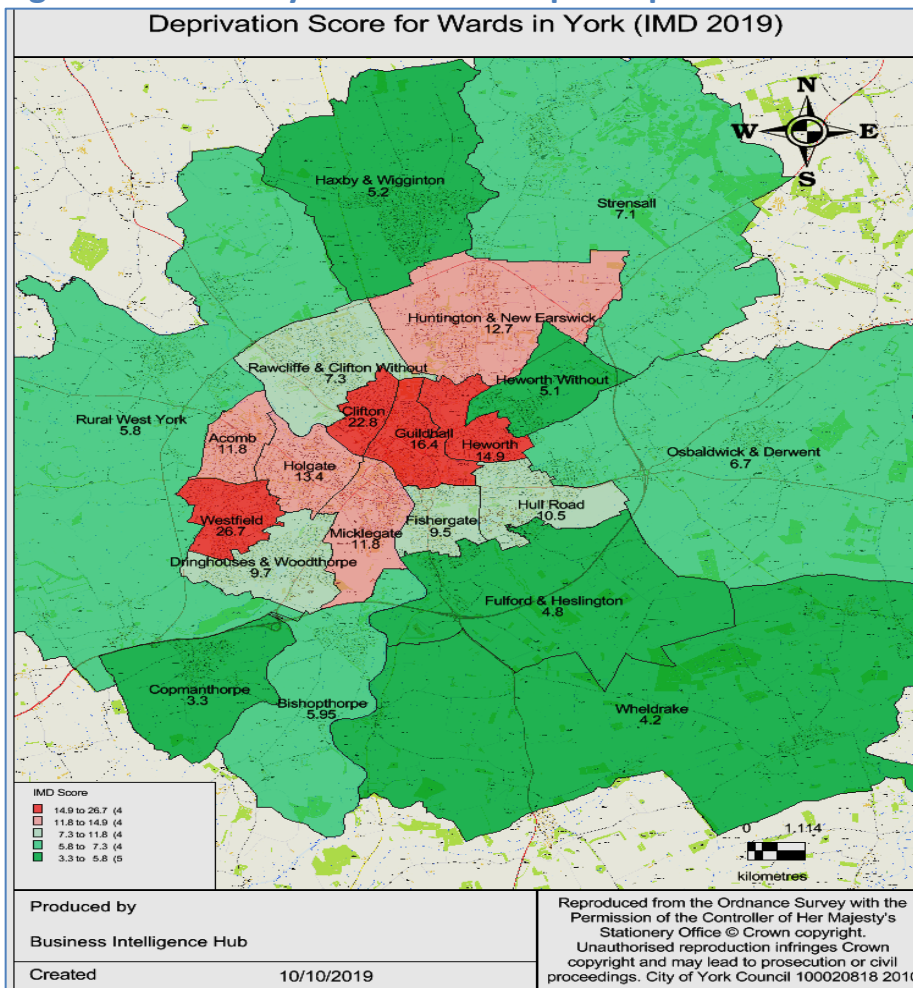 Deprivation Score for Wards in York (IMD 2019)
N
W E
S
Haxby & Wigginton
5.2
Strensall
7.1
Huntington & New Earswick
12.7
Rawcliffe & Clifton Without
7.3
Heworth Without
5.1
Rural West York
5.8
Clifton
22.8
Guildhall
16.4
Heworth
14.9
Acomb
11.8
Osbaldwick & Derwent
6.7
Holgate
13.4
Westfield
26.7
Micklegate
11.8
Fishergate
9.5
Hull Road
10.5
Dringhouses & Woodthorpe
9.7
Fulford & Heslington
4.8
Copmanthorpe
3.3
Bishopthorpe
5.95
Wheldrake
4.2
IMD Score
14.9 to 26.7 (4
11.8 to 14.9 (4
7.3 to 11.8 (4
5.8 to 7.3 (4
3.3 to 5.8 (5
0 1.114
kilometres
Produced by
Business Intelligence Hub
Created 10/10/2019
Reproduced from the Ordnance Survey with the
Permission of the Controller of Her Majesty's
Stationery Office © Crown copyright.
Unauthorised reproduction infringes Crown
copyright and may lead to prosecution or civil
proceedings. City of York Council 100020818 2010